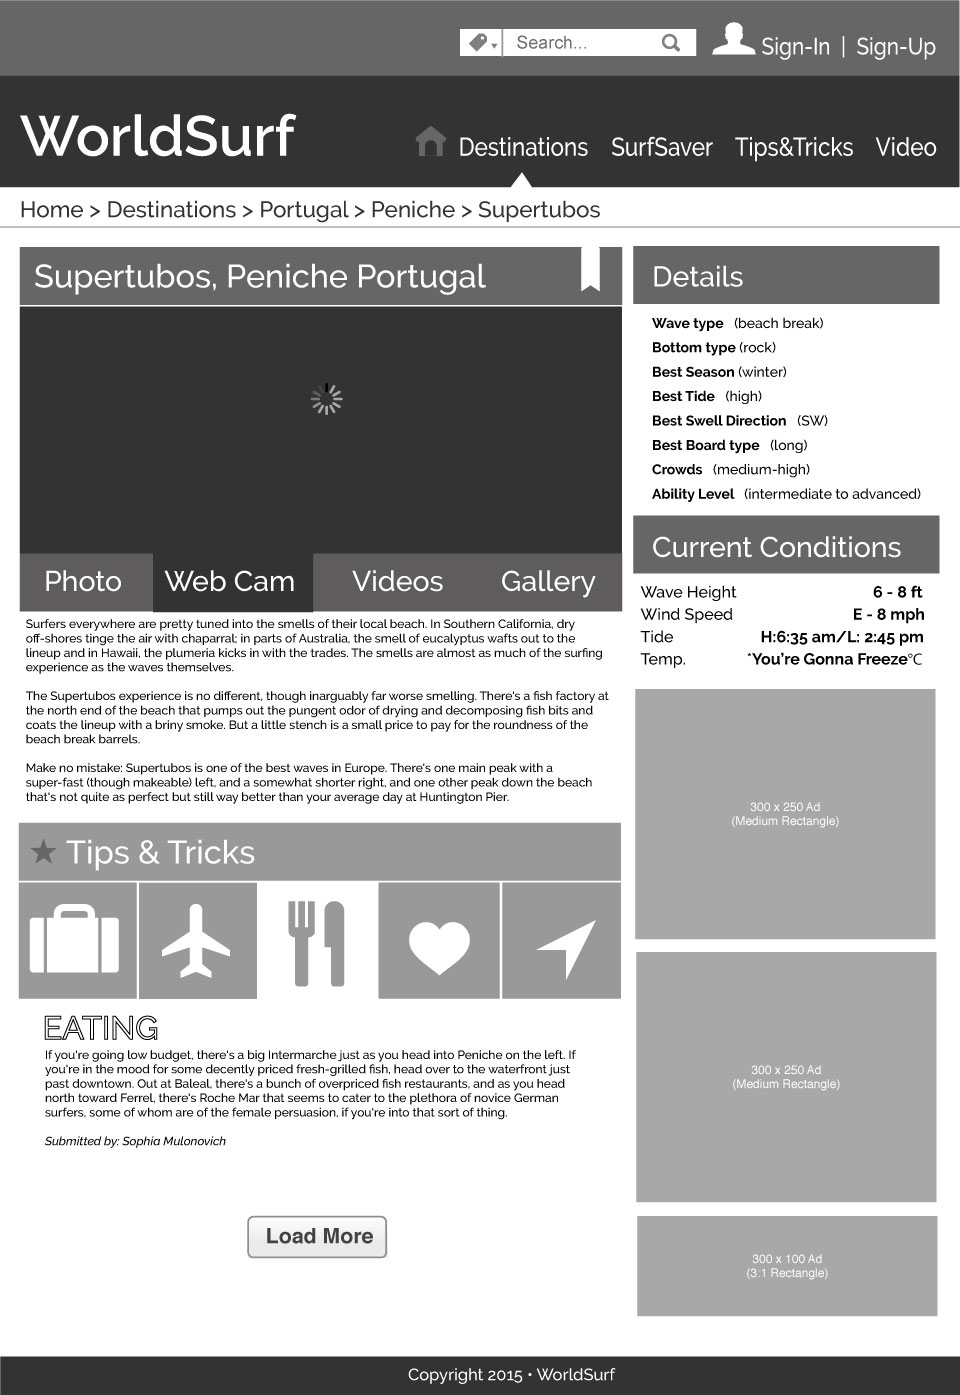 Search...
Sign-In | Sign-Up
WorldSurf
Destinations SurfSaver Tips&Tricks Video
Home > Destinations > Portugal > Peniche > Supertubos
Supertubos, Peniche Portugal
Photo Web Cam Videos Gallery
Surfers everywhere are pretty tuned into the smells of their local beach. In Southern California, dry
off-shores tinge the air with chaparral; in parts of Australia, the smell of eucalyptus wafts out to the
lineup and in Hawaii, the plumeria kicks in with the trades. The smells are almost as much of the surfing
experience as the waves themselves.
The Supertubos experience is no different, though inarguably far worse smelling. There's a fish factory at
the north end of the beach that pumps out the pungent odor of drying and decomposing fish bits and
coats the lineup with a briny smoke. But a little stench is a small price to pay for the roundness of the
beach break barrels.
Make no mistake: Supertubos is one of the best waves in Europe. There's one main peak with a
super-fast (though makeable) left, and a somewhat shorter right, and one other peak down the beach
that's not quite as perfect but still way better than your average day at Huntington Pier.
Tips & Tricks
EATING
If you're going low budget, there's a big Intermarche just as you head into Peniche on the left. If
you're in the mood for some decently priced fresh-grilled fish, head over to the waterfront just
past downtown. Out at Baleal, there's a bunch of overpriced fish restaurants, and as you head
north toward Ferrel, there's Roche Mar that seems to cater to the plethora of novice German
surfers, some of whom are of the female persuasion, if you're into that sort of thing.
Submitted by: Sophia Mulonovich
Load More
Details
Wave type (beach break)
Bottom type (rock)
Best Season (winter)
Best Tide (high)
Best Swell Direction (SW)
Best Board type (long)
Crowds (medium-high)
Ability Level (intermediate to advanced)
Current Conditions
Wave Height 6 - 8 ft
Wind Speed E - 8 mph
Tide H:6:35 am/L: 2:45 pm
Temp. *You're Gonna Freeze°C
300 x 250 Ad
(Medium Rectangle)
300 x 250 Ad
(Medium Rectangle)
300 x 100 Ad
(3:1 Rectangle)
Copyright 2015 • WorldSurf